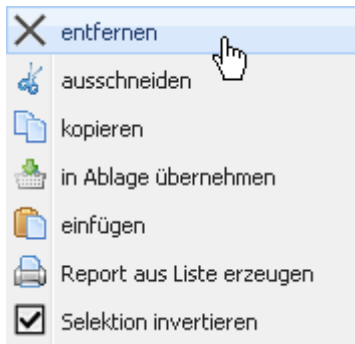 entfernen
ausschneiden
kopieren
in Ablage übernehmen
einfügen
Report aus Liste erzeugen
Selektion invertieren